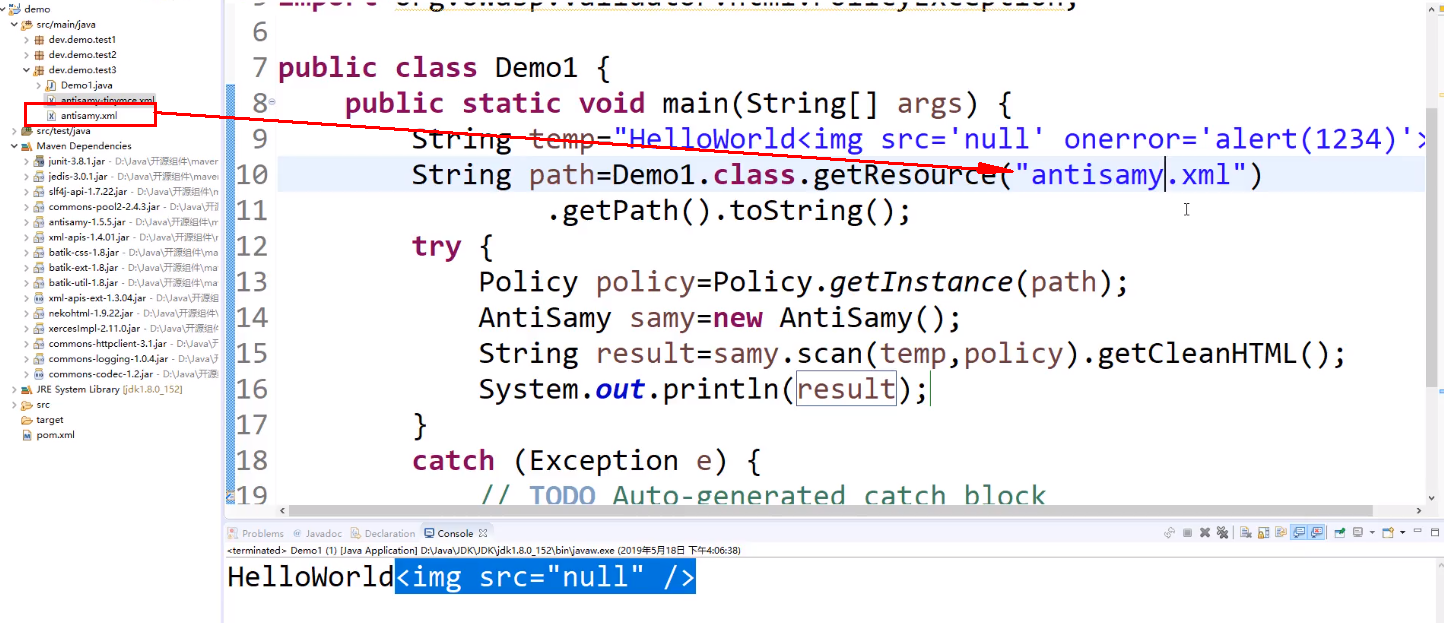 demo
src/main/java
dev.demo.test1
dev.demo.test2
dev.demo.test3
Demo1.java
antisamy-tinymce.xml
antisamy.xml
src/test/java
Maven Dependencies
junit-3.8.1.jar - D:\Java\开源组件\maver
jedis-3.0.1.jar - D:\Java\开源组件\mave
slf4j-api-1.7.22.jar - D:\Java\开源组件
commons-pool2-2.4.3.jar - D:\Java\开
antisamy-1.5.5.jar - D:\Java\开源组件
xml-apis-1.4.01.jar - D:\Java\开源组件\
batik-css-1.8.jar - D:\Java\开源组件\ma
batik-ext-1.8.jar - D:\Java\开源组件\ma
batik-util-1.8.jar - D:\Java\开源组件\ma
xml-apis-ext-1.3.04.jar - D:\Java\开源组
nekohtml-1.9.22.jar - D:\Java\开源组件
xercesImpl-2.11.0.jar - D:\Java\开源组件
commons-httpclient-3.1.jar - D:\Java\
commons-logging-1.0.4.jar - D:\Java\
commons-codec-1.2.jar - D:\Java\开源
JRE System Library [jdk1.8.0_152]
src
target
pom.xml
import org.owasp.validator.html.PolicyException;
6
7 public class Demo1 {
8 public static void main(String[] args) {
9 String temp="HelloWorld<img src='null' onerror='alert(1234)'>
10 String path=Demo1.class.getResource("antisamy.xml")
11 .getPath().toString();
12 try {
13 Policy policy=Policy.getInstance(path);
14 AntiSamy samy=new AntiSamy();
15 String result=samy.scan(temp,policy).getCleanHTML();
16 System.out.println(result);
17 }
18 catch (Exception e) {
19 // TODO Auto-generated catch block
Problems @ Javadoc Declaration Console
<terminated> Demo1 (1) [Java Application] D:\Java\JDK\JDK\jdk1.8.0_152\bin\javaw.exe (2019年5月18日 下午4:06:38)
HelloWorld<img src="null" />